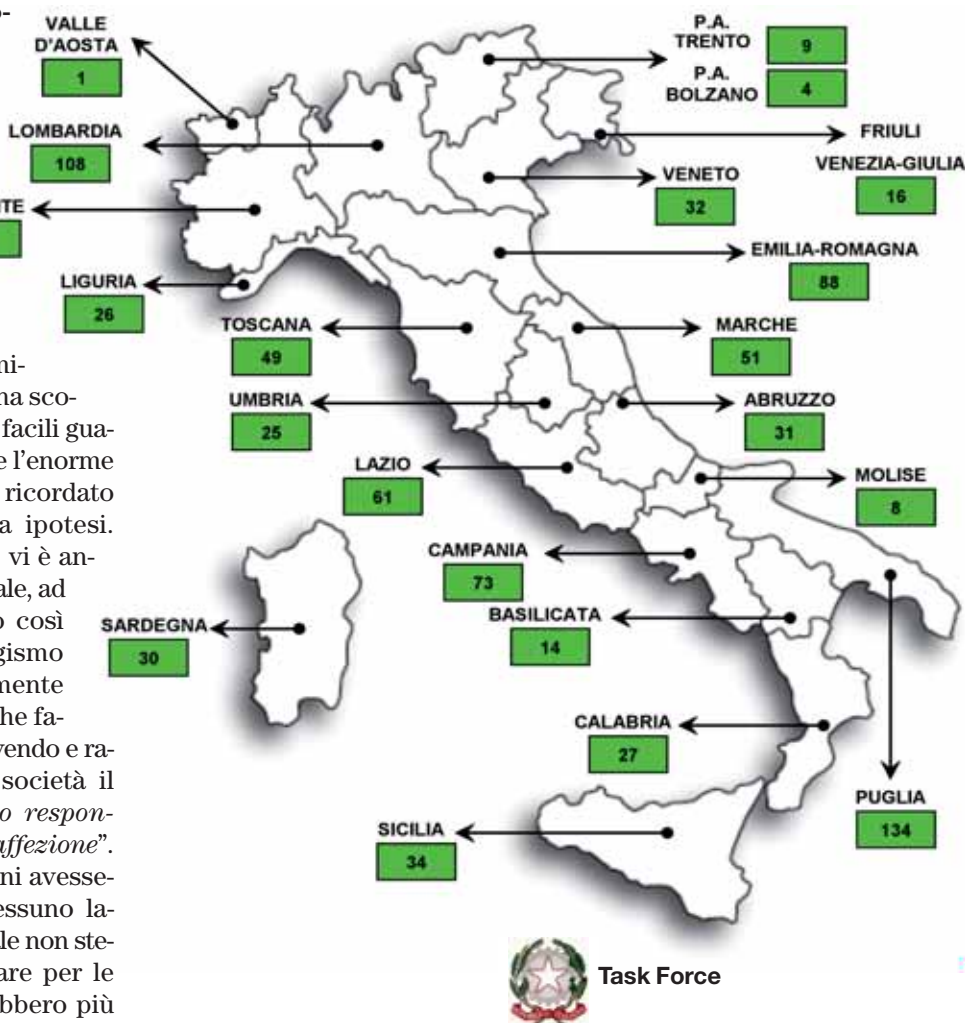 VALLE
D'AOSTA
1
P.A.
TRENTO
9
P.A.
BOLZANO
4
LOMBARDIA
108
FRIULI
VENEZIA-GIULIA
16
VENETO
32
EMILIA-ROMAGNA
88
LIGURIA
26
TOSCANA
49
MARCHE
51
UMBRIA
25
ABRUZZO
31
LAZIO
61
MOLISE
8
CAMPANIA
73
BASILICATA
14
SARDEGNA
30
CALABRIA
27
PUGLIA
134
SICILIA
34
Task Force
ni-
na sco-
facili gua-
e l'enorme
ricordato
a ipotesi.
vi è an-
ale, ad
o così
gismo
mente
he fa-
vendo e ra-
società il
o respon-
affezione”.
ni avesse-
essuno la-
ale non ste-
are per le
bbero più